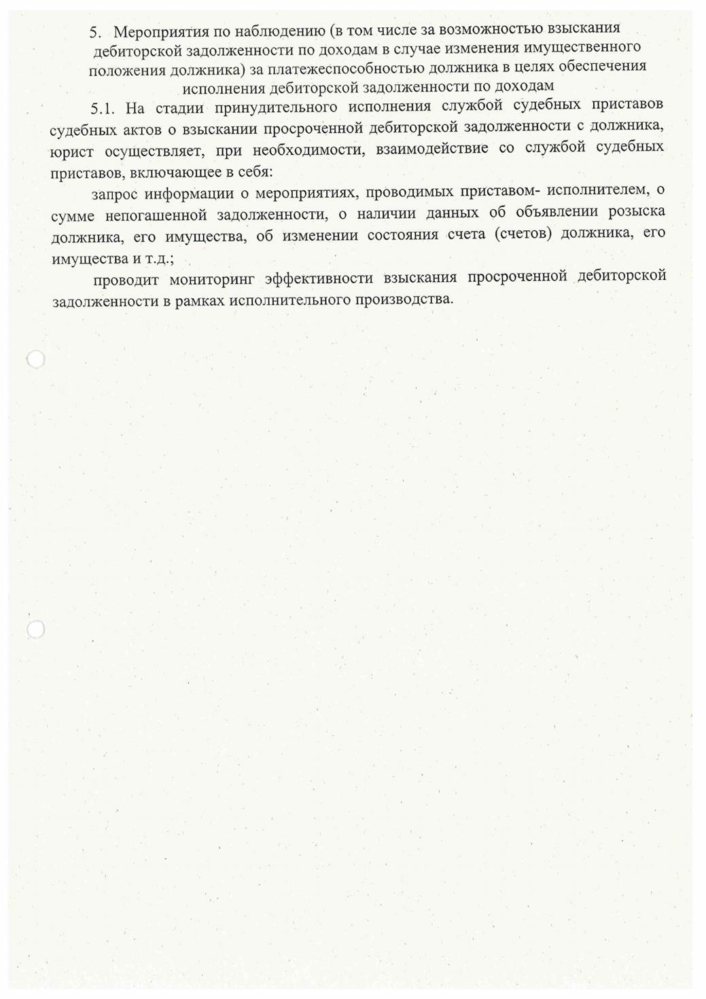 5. Мероприятия по наблюдению (в том числе за возможностью взыскания
дебиторской задолженности по доходам в случае изменения имущественного
положения должника) за платежеспособностью должника в целях обеспечения
исполнения дебиторской задолженности по доходам
5.1. На стадии принудительного исполнения службой судебных приставов
судебных актов о взыскании просроченной дебиторской задолженности с должника,
юрист осуществляет, при необходимости, взаимодействие со службой судебных
приставов, включающее в себя:
запрос информации о мероприятиях, проводимых приставом- исполнителем, о
сумме непогашенной задолженности, о наличии данных об объявлении розыска
должника, его имущества, об изменении состояния счета (счетов) должника, его
имущества и т.д.;
проводит мониторинг эффективности взыскания просроченной дебиторской
задолженности в рамках исполнительного производства.